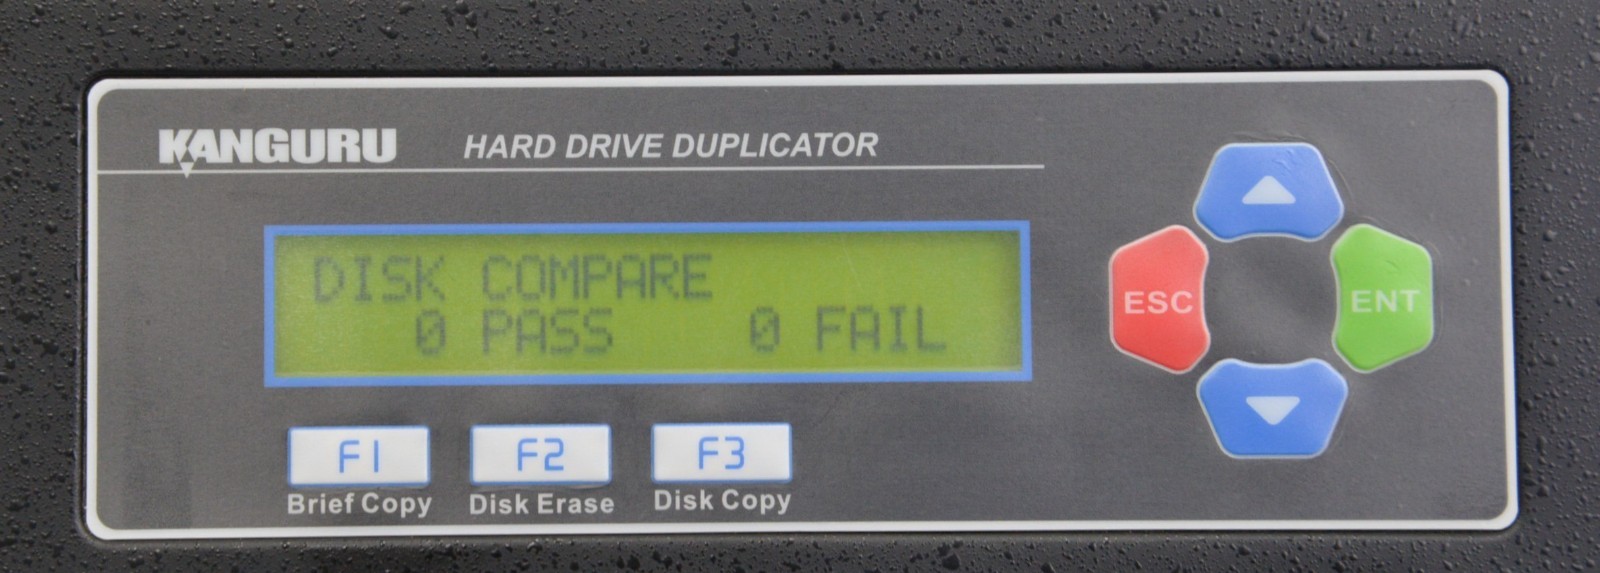 KANGURU HARD DRIVE DUPLICATOR
DISK COMPARE
0 PASS 0 FAIL
ESC
ENT
F1 F2 F3
Brief Copy Disk Erase Disk Copy